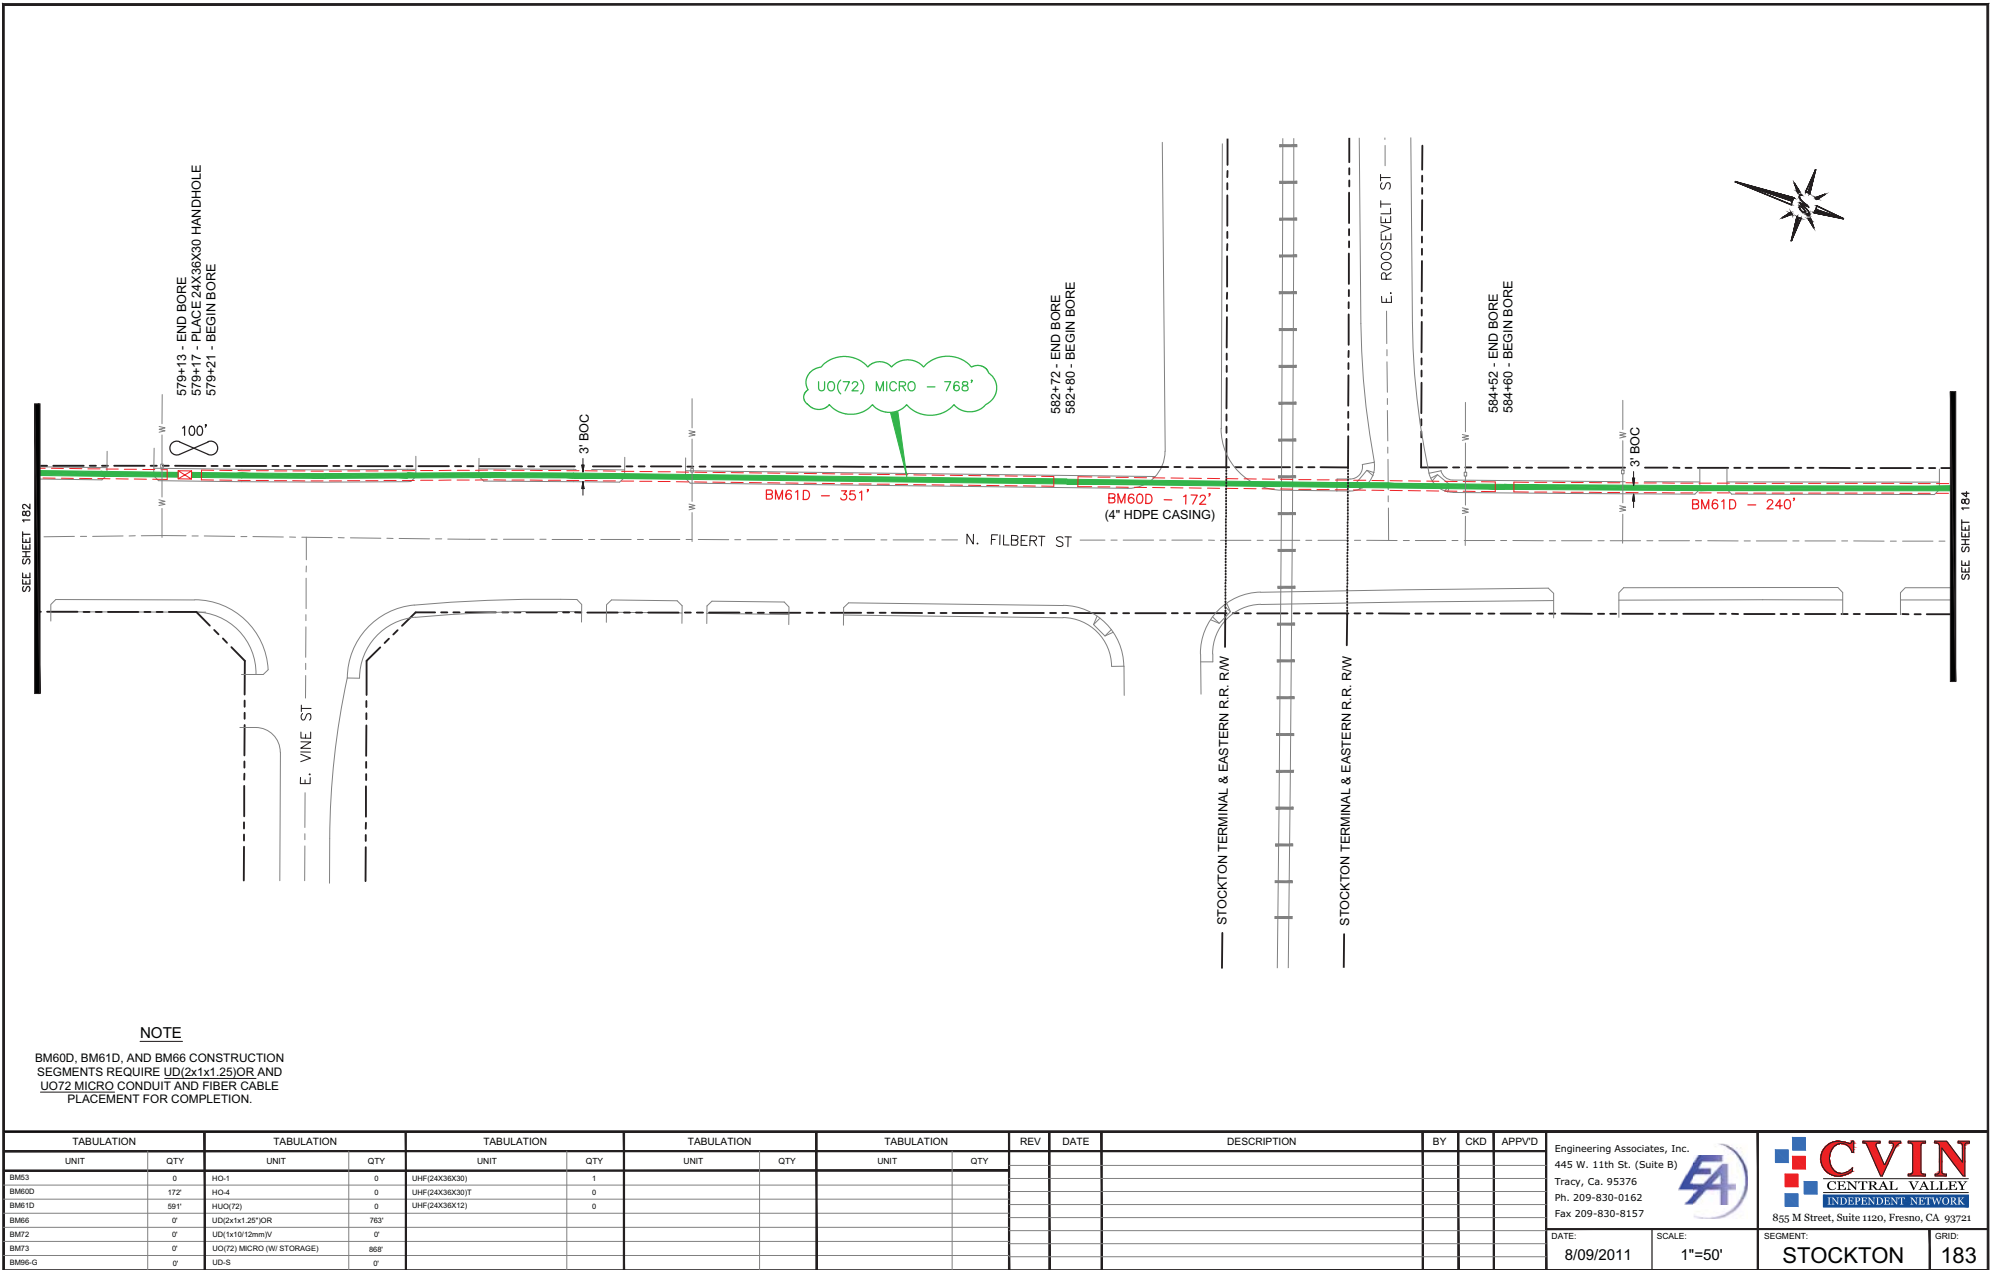 579+13 - END BORE
579+17 - PLACE 24X36X30 HANDHOLE
579+21 - BEGIN BORE
100'
3' BOC
UO(72) MICRO - 768'
582+72 - END BORE
582+80 - BEGIN BORE
E. ROOSEVELT ST
584+52 - END BORE
584+60 - BEGIN BORE
3' BOC
W
W
W
W
W
W
W
W
BM61D - 351'
BM60D - 172'
(4" HDPE CASING)
BM61D - 240'
SEE SHEET 182
SEE SHEET 184
N. FILBERT ST
E. VINE ST
STOCKTON TERMINAL & EASTERN R.R. R/W
STOCKTON TERMINAL & EASTERN R.R. R/W
NOTE
BM60D, BM61D, AND BM66 CONSTRUCTION
SEGMENTS REQUIRE UD(2x1x1.25)OR AND
UO72 MICRO CONDUIT AND FIBER CABLE
PLACEMENT FOR COMPLETION.
TABULATION TABULATION TABULATION TABULATION TABULATION REV DATE DESCRIPTION BY CKD APPV'D
UNIT QTY UNIT QTY UNIT QTY UNIT QTY UNIT QTY
BM53 0 HO-1 0 UHF(24X36X30) 1
BM60D 172' HO-4 0 UHF(24X36X30)T 0
BM61D 591' HUO(72) 0 UHF(24X36X12) 0
BM66 0' UD(2x1x1.25")OR 763'
BM72 0' UD(1x10/12mm)V 0'
BM73 0' UO(72) MICRO (W/ STORAGE) 868'
BM96-G 0' UD-S 0'
Engineering Associates, Inc.
445 W. 11th St. (Suite B)
Tracy, Ca. 95376
Ph. 209-830-0162
Fax 209-830-8157
EA
CVIN
CENTRAL VALLEY
INDEPENDENT NETWORK
855 M Street, Suite 1120, Fresno, CA 93721
DATE: SCALE: SEGMENT: GRID:
8/09/2011 1"=50' STOCKTON 183